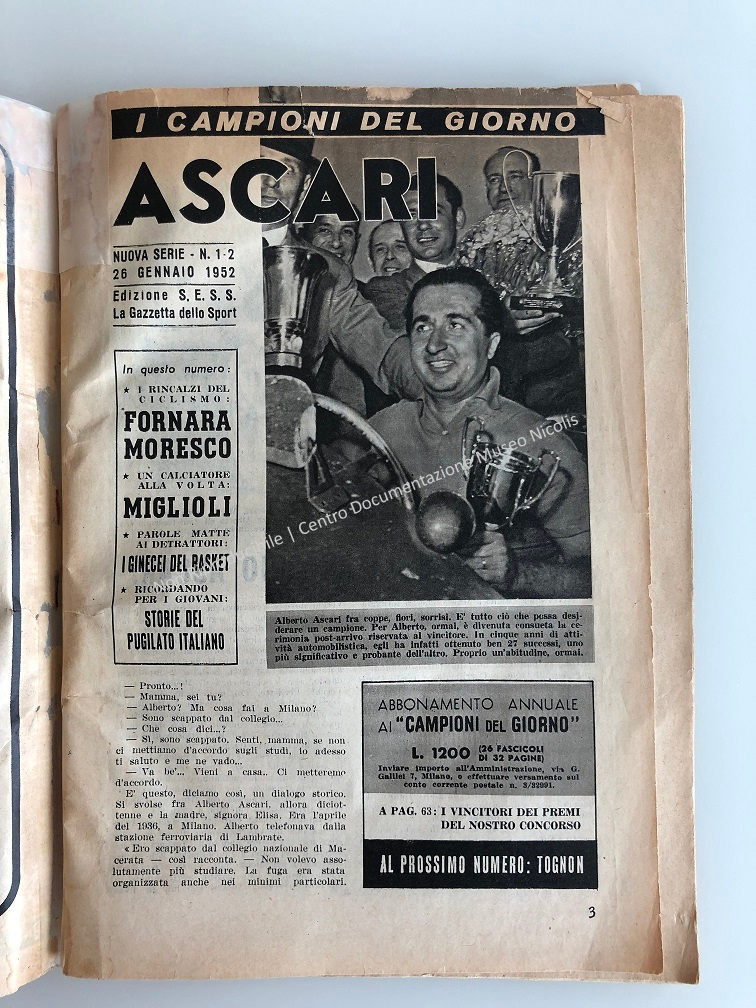 I CAMPIONI DEL GIORNO
ASCARI
NUOVA SERIE - N. 1-2
26 GENNAIO 1952
Edizione S.E.S.S.
La Gazzetta dello Sport
In questo numero:
★ I RINCALZI DEL
CICLISMO:
FORNARA
MORESCO
★ UN CALCIATORE
ALLA VOLTA:
MIGLIOLI
★ PAROLE MATTE
AI DETRATTORI:
I GINECEI DEL BASKET
★ RICORDANDO
PER I GIOVANI:
STORIE DEL
PUGILATO ITALIANO
ile | Centro Documentazione Museo Nicolis
Alberto Ascari fra coppe, fiori, sorrisi. E' tutto ciò che possa desi-
derare un campione. Per Alberto, ormai, è divenuta consueta la ce-
rimonia post-arrivo riservata al vincitore. In cinque anni di atti-
vità automobilistica, egli ha infatti ottenuto ben 27 successi, uno
più significativo e probante dell'altro. Proprio un'abitudine, ormai.
— Pronto...!
— Mamma, sei tu?
— Alberto? Ma cosa fai a Milano?
— Sono scappato dal collegio...
— Che cosa dici...?
— Sì, sono scappato. Senti, mamma, se non
ci mettiamo d'accordo sugli studi, io adesso
ti saluto e me ne vado...
— Va be'... Vieni a casa.. Ci metteremo
d'accordo.
E' questo, diciamo così, un dialogo storico.
Si svolse fra Alberto Ascari, allora diciot-
tenne e la madre, signora Elisa. Era l'aprile
del 1936, a Milano. Alberto telefonava dalla
stazione ferroviaria di Lambrate.
« Ero scappato dal collegio nazionale di Ma-
cerata — così racconta. — Non volevo asso-
lutamente più studiare. La fuga era stata
organizzata anche nei minimi particolari.
ABBONAMENTO ANNUALE
AI "CAMPIONI DEL GIORNO"
L. 1200 (26 FASCICOLI
DI 32 PAGINE)
Inviare importo all'Amministrazione, via G.
Galilei 7, Milano, o effettuare versamento sul
conto corrente postale n. 3/32991.
A PAG. 63: I VINCITORI DEI PREMI
DEL NOSTRO CONCORSO
AL PROSSIMO NUMERO: TOGNON
3